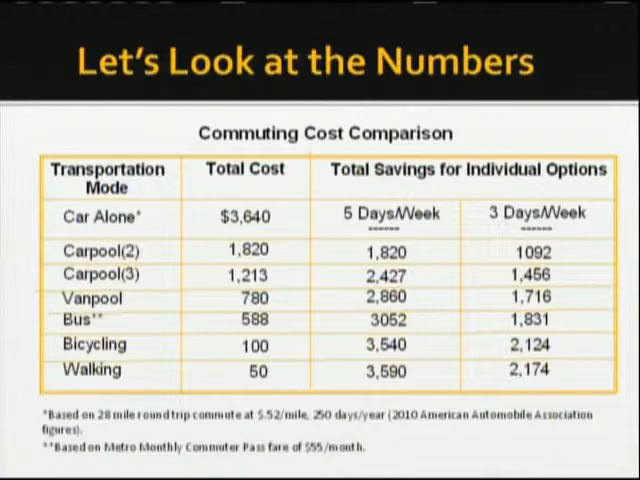 Let's Look at the Numbers
Commuting Cost Comparison
Transportation Mode Total Cost Total Savings for Individual Options
Car Alone* $3,640 5 Days/Week 3 Days/Week
------ ------
Carpool(2) 1,820 1,820 1092
Carpool(3) 1,213 2,427 1,456
Vanpool 780 2,860 1,716
Bus** 588 3052 1,831
Bicycling 100 3,540 2,124
Walking 50 3,590 2,174
*Based on 28 mile round trip commute at $.52/mile, 250 days/year (2010 American Automobile Association
figures).
**Based on Metro Monthly Commuter Pass fare of $55/month.